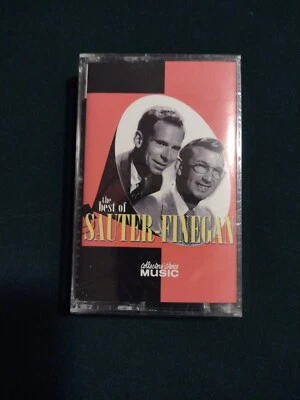 the
best of
SAUTER-FINEGAN
collectors' choice
MUSIC